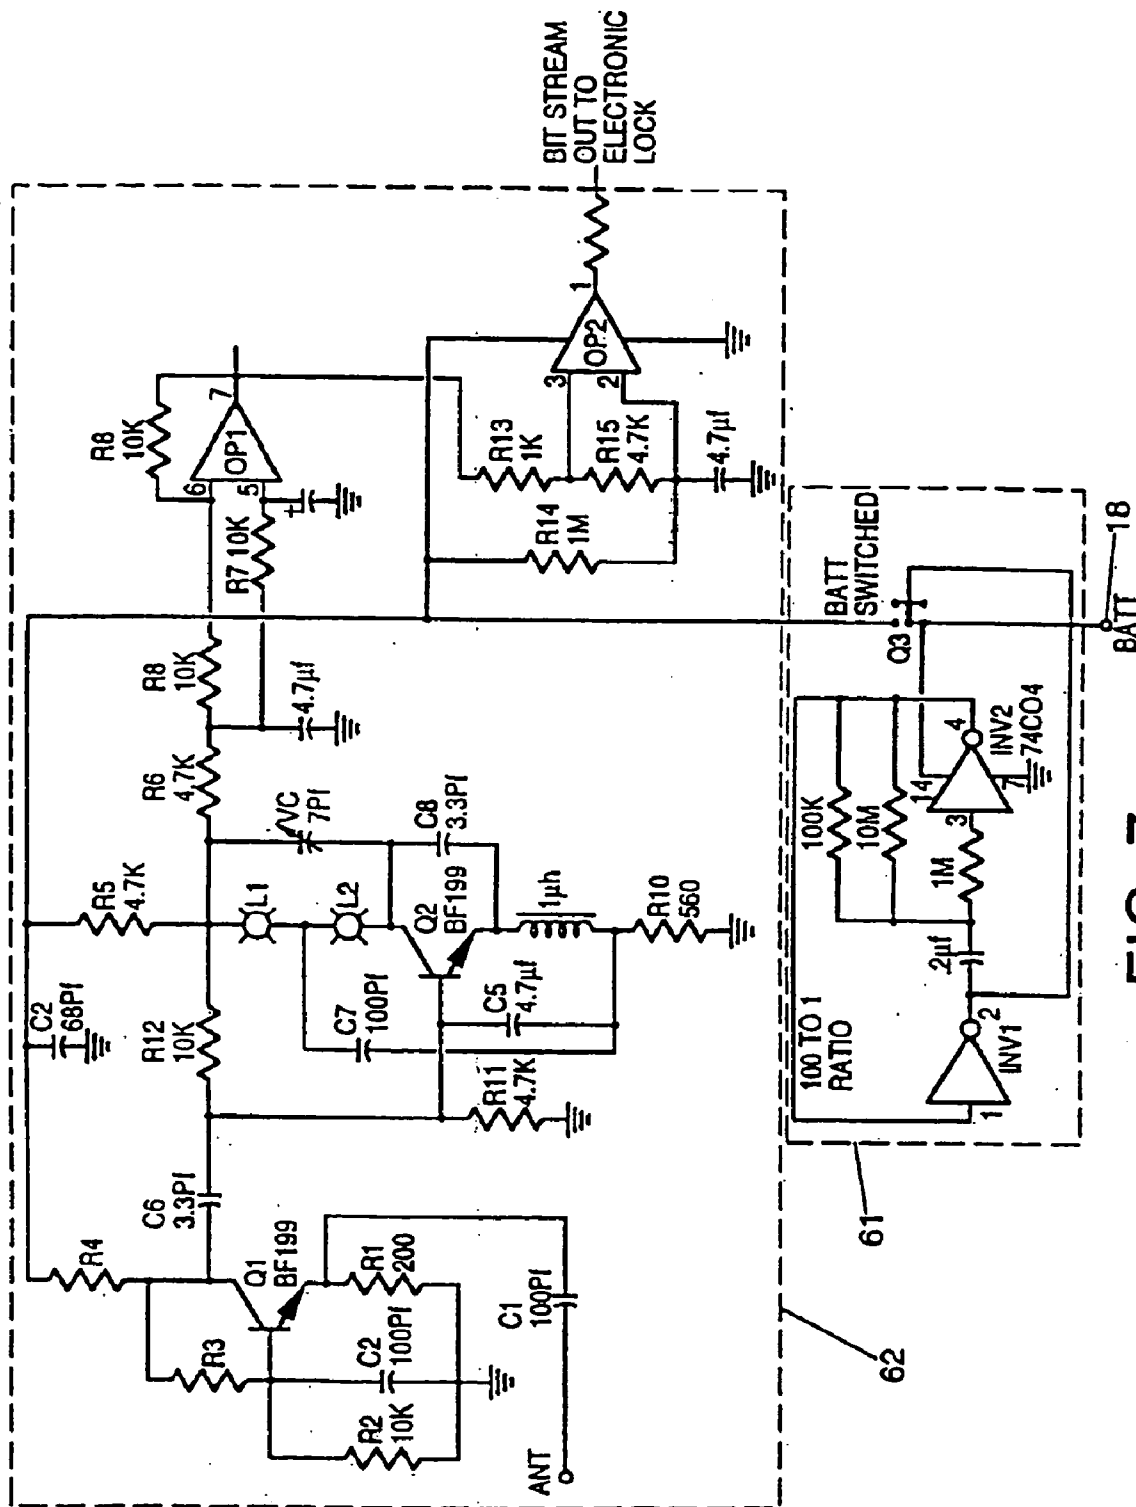 C2
68Pf
R4
R5
4.7K
R12
10K
C6
3.3Pf
R3
Q1
BF199
R2
10K
C2
100Pf
R1
200
ANT
C1
100Pf
L1
L2
VC
7Pf
C7
100Pf
Q2
BF199
C8
3.3Pf
R11
4.7K
C5
4.7µf
1µh
R10
560
R6
4.7K
R8
10K
4.7µf
R7 10K
R8
10K
6
5
OP1
7
+
R13
1K
R14
1M
R15
4.7K
4.7µf
3
2
OP2
1
BIT STREAM
OUT TO
ELECTRONIC
LOCK
62
61
100 TO 1
RATIO
1
INV1
2
.2µf
100K
10M
1M
3
14
7
4
INV2
74CO4
Q3
BATT
SWITCHED
18
BATT